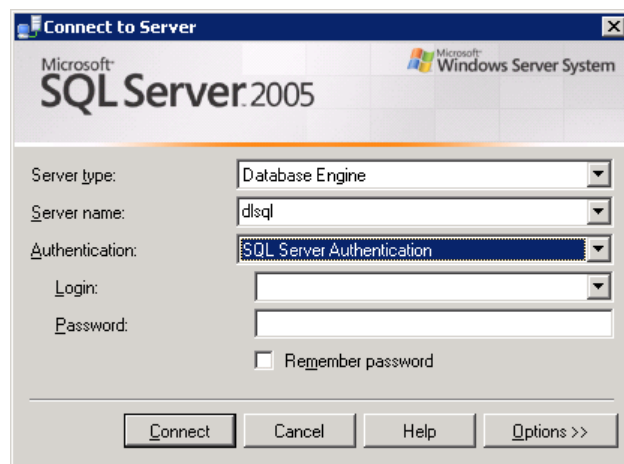 Connect to Server
Microsoft
SQL Server 2005
Microsoft
Windows Server System
Server type: Database Engine
Server name: dlsql
Authentication: SQL Server Authentication
Login:
Password:
Remember password
Connect Cancel Help Options >>